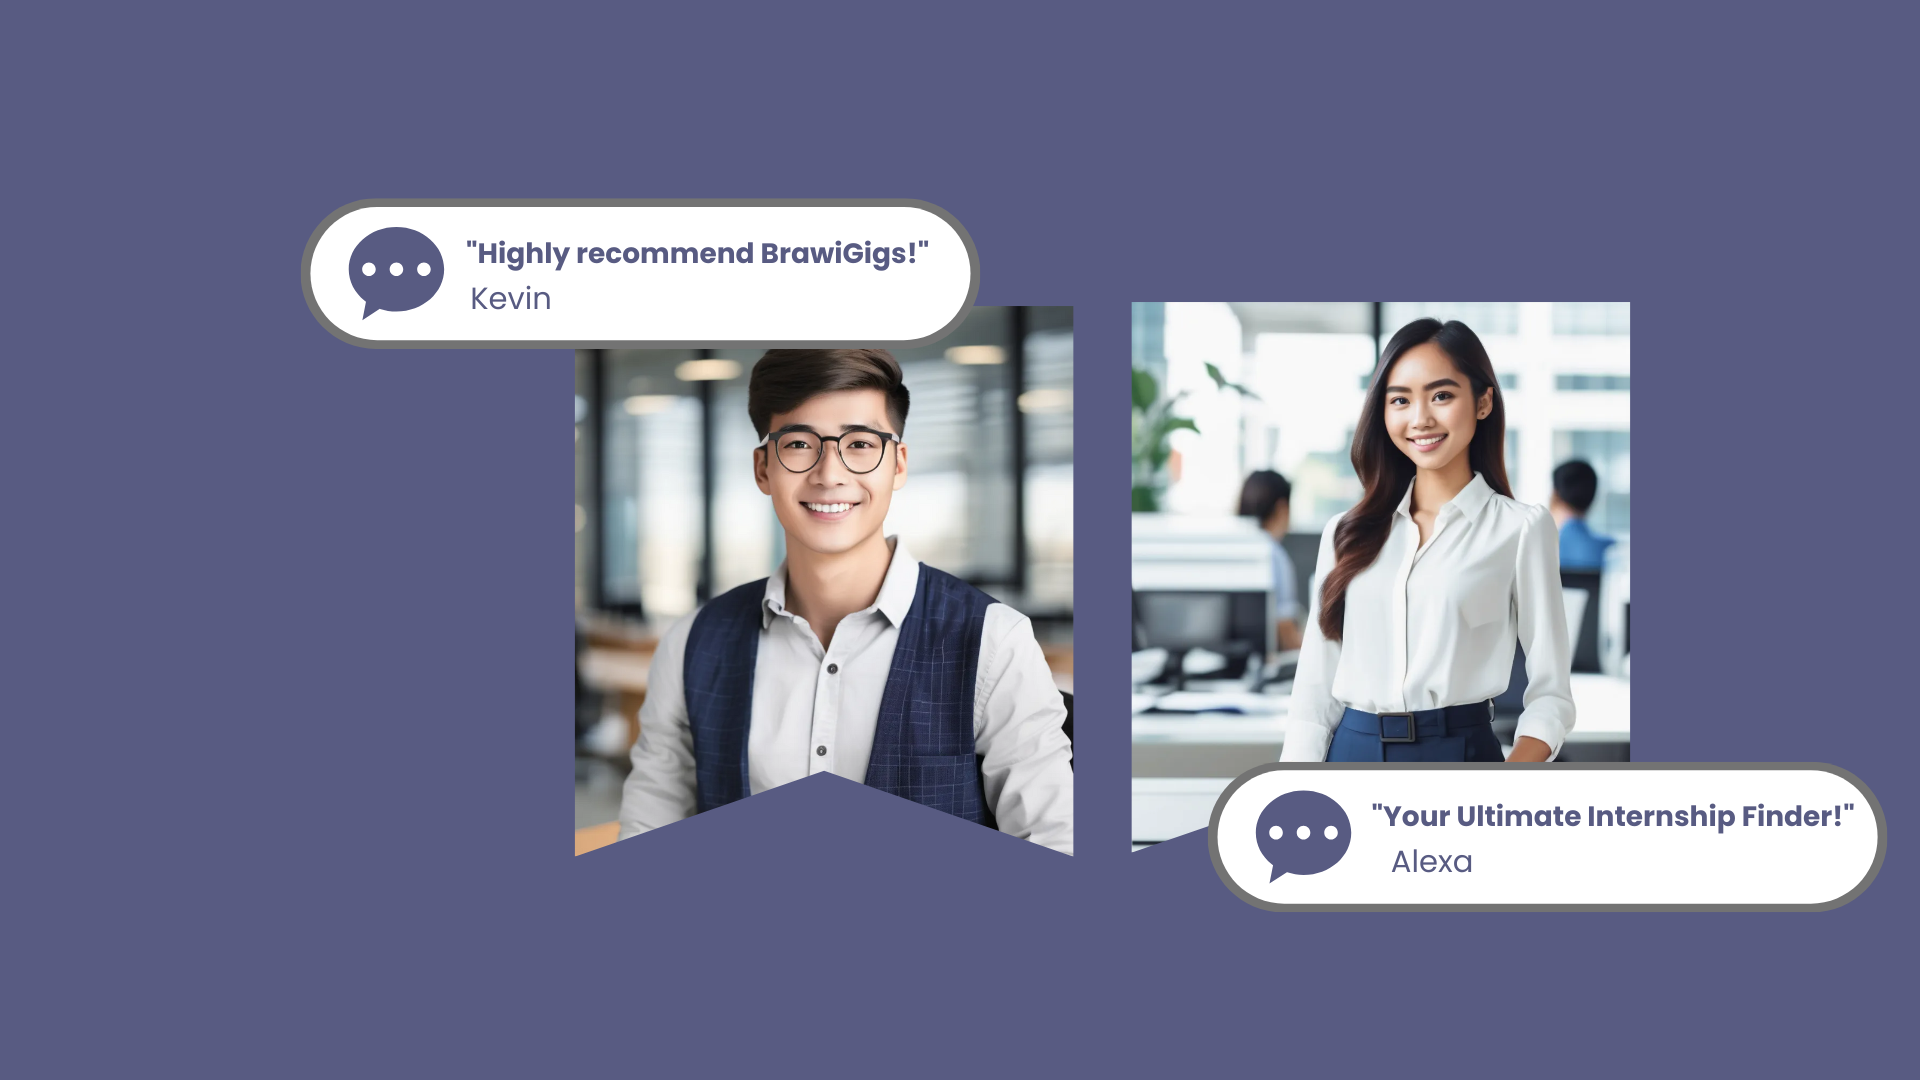 "Highly recommend BrawiGigs!"
Kevin
"Your Ultimate Internship Finder!"
Alexa